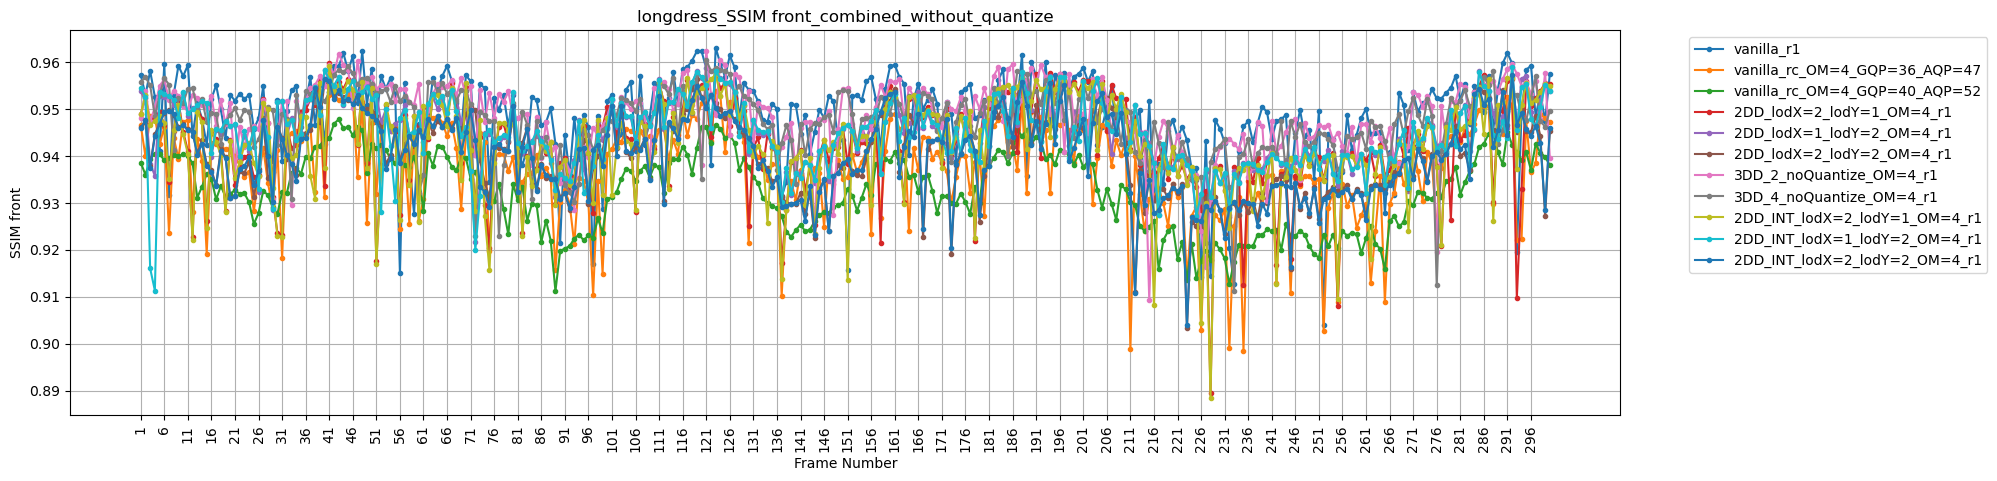 longdress_SSIM front_combined_without_quantize
SSIM front
0.96
0.95
0.94
0.93
0.92
0.91
0.90
0.89
1 6 11 16 21 26 31 36 41 46 51 56 61 66 71 76 81 86 91 96 101 106 111 116 121 126 131 136 141 146 151 156 161 166 171 176 181 186 191 196 201 206 211 216 221 226 231 236 241 246 251 256 261 266 271 276 281 286 291 296
Frame Number
vanilla_r1
vanilla_rc_OM=4_GQP=36_AQP=47
vanilla_rc_OM=4_GQP=40_AQP=52
2DD_lodX=2_lodY=1_OM=4_r1
2DD_lodX=1_lodY=2_OM=4_r1
2DD_lodX=2_lodY=2_OM=4_r1
3DD_2_noQuantize_OM=4_r1
3DD_4_noQuantize_OM=4_r1
2DD_INT_lodX=2_lodY=1_OM=4_r1
2DD_INT_lodX=1_lodY=2_OM=4_r1
2DD_INT_lodX=2_lodY=2_OM=4_r1